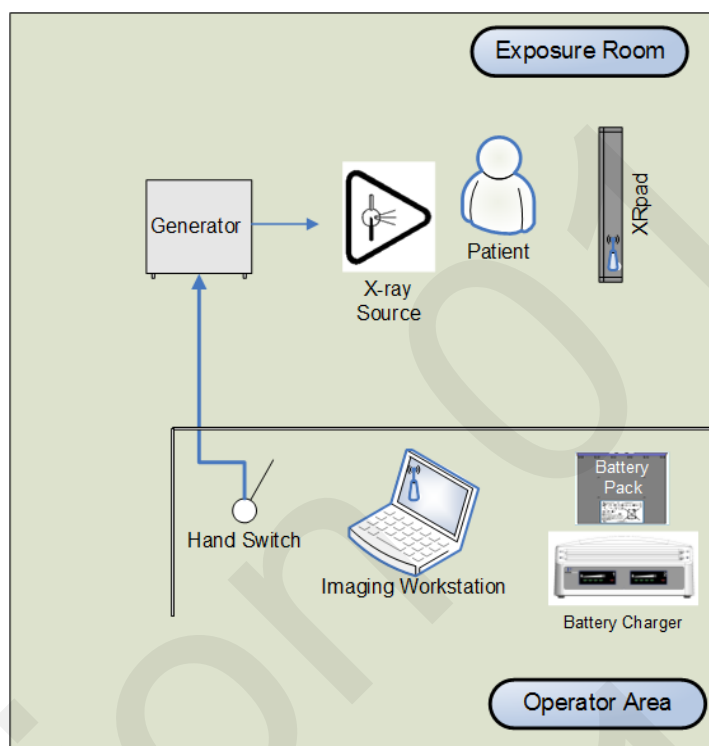 Exposure Room
Generator
X-ray
Source
Patient
XRpad
Hand Switch
Imaging Workstation
Battery
Pack
Battery Charger
Operator Area